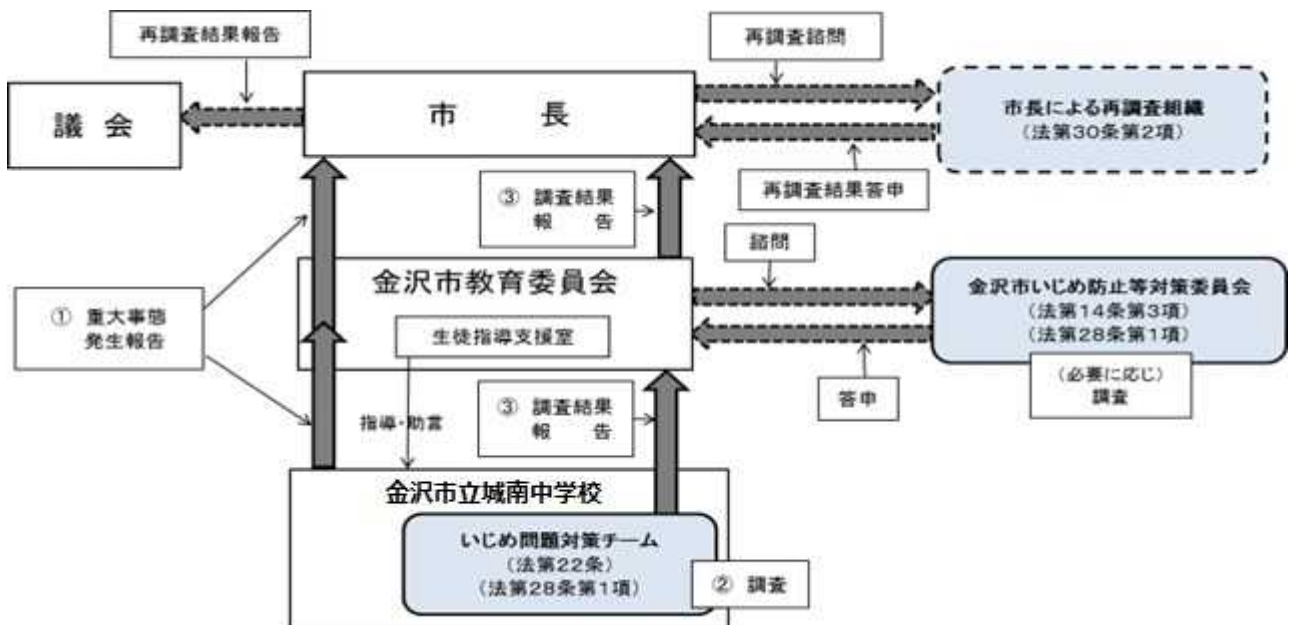 再調査結果報告
再調査諮問
議 会
市 長
市長による再調査組織
(法第30条第2項)
③ 調査結果
報 告
再調査結果答申
諮問
① 重大事態
発生報告
金沢市教育委員会
生徒指導支援室
金沢市いじめ防止等対策委員会
(法第14条第3項)
(法第28条第1項)
(必要に応じ)
調査
答申
指導・助言
③ 調査結果
報 告
金沢市立城南中学校
いじめ問題対策チーム
(法第22条)
(法第28条第1項)
② 調査